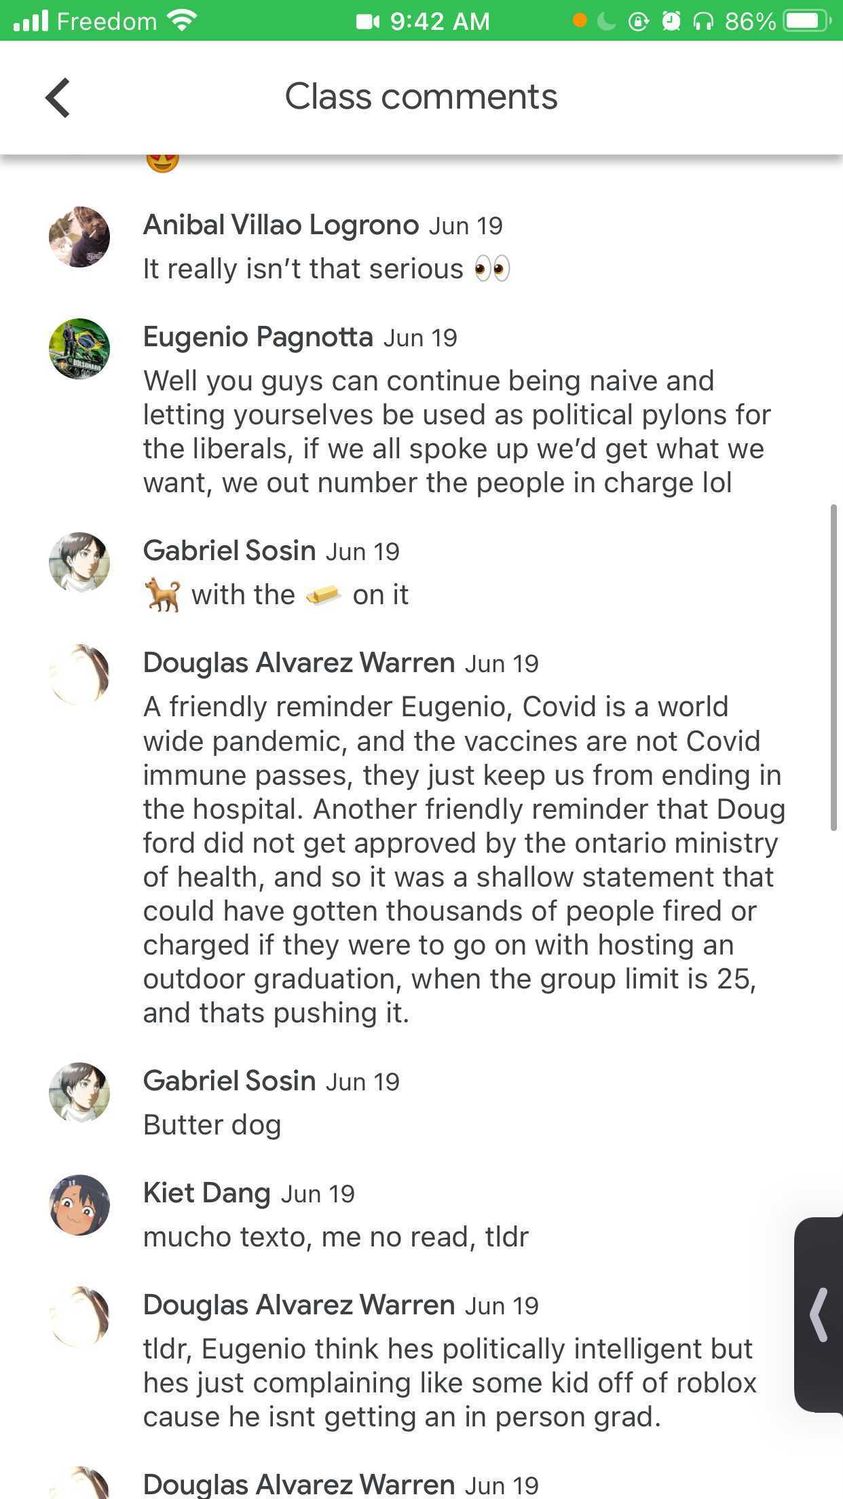 Freedom 9:42 AM 86%
Class comments
Anibal Villao Logrono Jun 19
It really isn't that serious 👀
Eugenio Pagnotta Jun 19
Well you guys can continue being naive and
letting yourselves be used as political pylons for
the liberals, if we all spoke up we'd get what we
want, we out number the people in charge lol
Gabriel Sosin Jun 19
🐕 with the 🧈 on it
Douglas Alvarez Warren Jun 19
A friendly reminder Eugenio, Covid is a world
wide pandemic, and the vaccines are not Covid
immune passes, they just keep us from ending in
the hospital. Another friendly reminder that Doug
ford did not get approved by the ontario ministry
of health, and so it was a shallow statement that
could have gotten thousands of people fired or
charged if they were to go on with hosting an
outdoor graduation, when the group limit is 25,
and thats pushing it.
Gabriel Sosin Jun 19
Butter dog
Kiet Dang Jun 19
mucho texto, me no read, tldr
Douglas Alvarez Warren Jun 19
tldr, Eugenio think hes politically intelligent but
hes just complaining like some kid off of roblox
cause he isnt getting an in person grad.
Douglas Alvarez Warren Jun 19